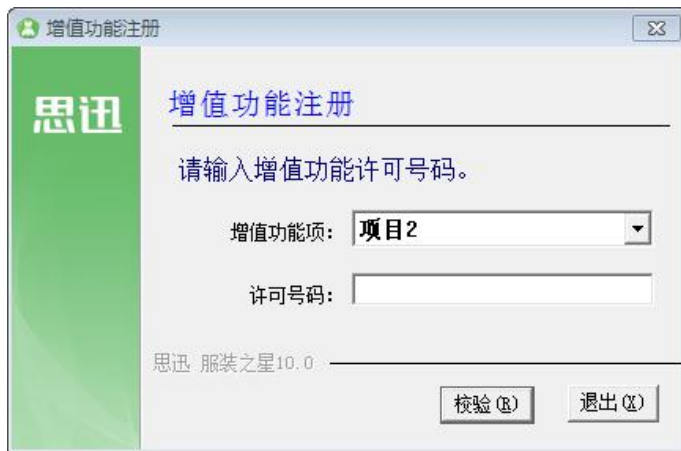 增值功能注册
思迅
增值功能注册
请输入增值功能许可号码。
增值功能项: 项目2
许可号码:
思迅 服装之星10.0
校验(R) 退出(X)